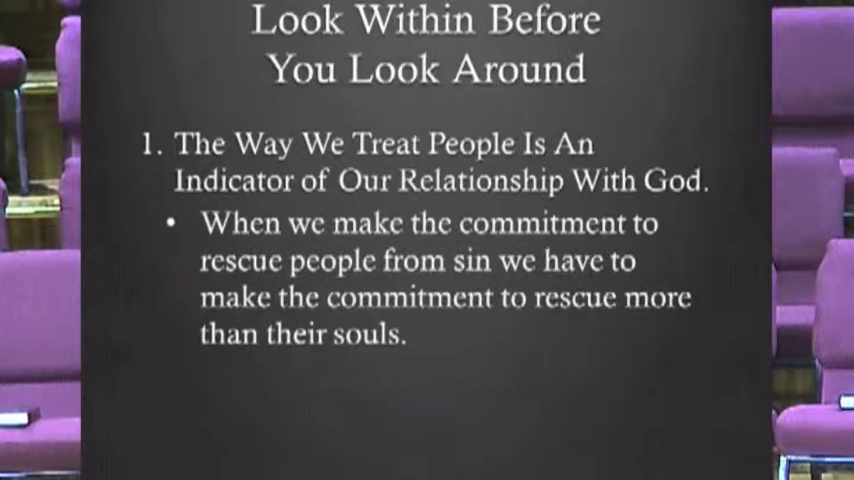 Look Within Before
You Look Around
1. The Way We Treat People Is An
Indicator of Our Relationship With God.
• When we make the commitment to
rescue people from sin we have to
make the commitment to rescue more
than their souls.